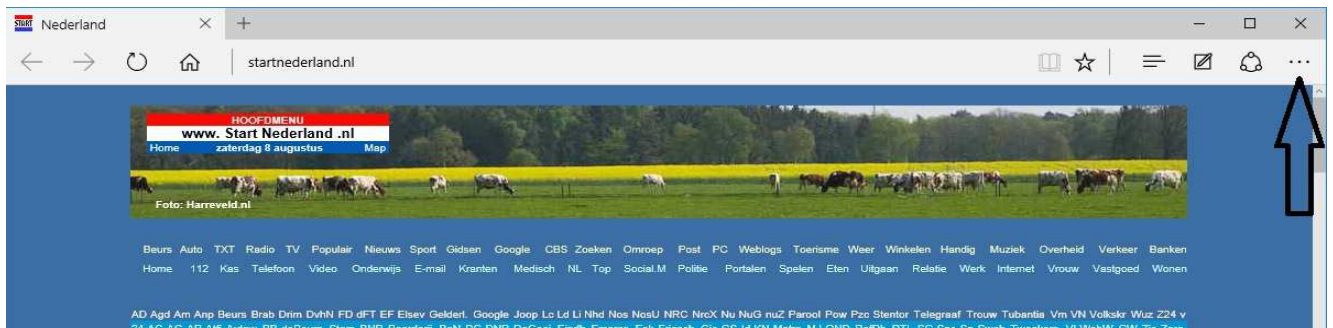 START Nederland
startnederland.nl
HOOFDMENU
www. Start Nederland .nl
Home zaterdag 8 augustus Map
Foto: Harreveld.nl
Beurs Auto TXT Radio TV Populair Nieuws Sport Gidsen Google CBS Zoeken Omroep Post PC Weblogs Toerisme Weer Winkelen Handig Muziek Overheid Verkeer Banken
Home 112 Kas Telefoon Video Onderwijs E-mail Kranten Medisch NL Top Social.M Politie Portalen Spelen Eten Uitgaan Relatie Werk Internet Vrouw Vastgoed Wonen
AD Agd Am Anp Beurs Brab Drim DvhN FD dFT EF Elsev Gelderl. Google Joop Lc Ld Li Nhd Nos NosU NRC NrcX Nu NuG nuZ Parool Pow Pzc Stentor Telegraaf Trouw Tubantia Vm VN Volkskr Wuz Z24 v